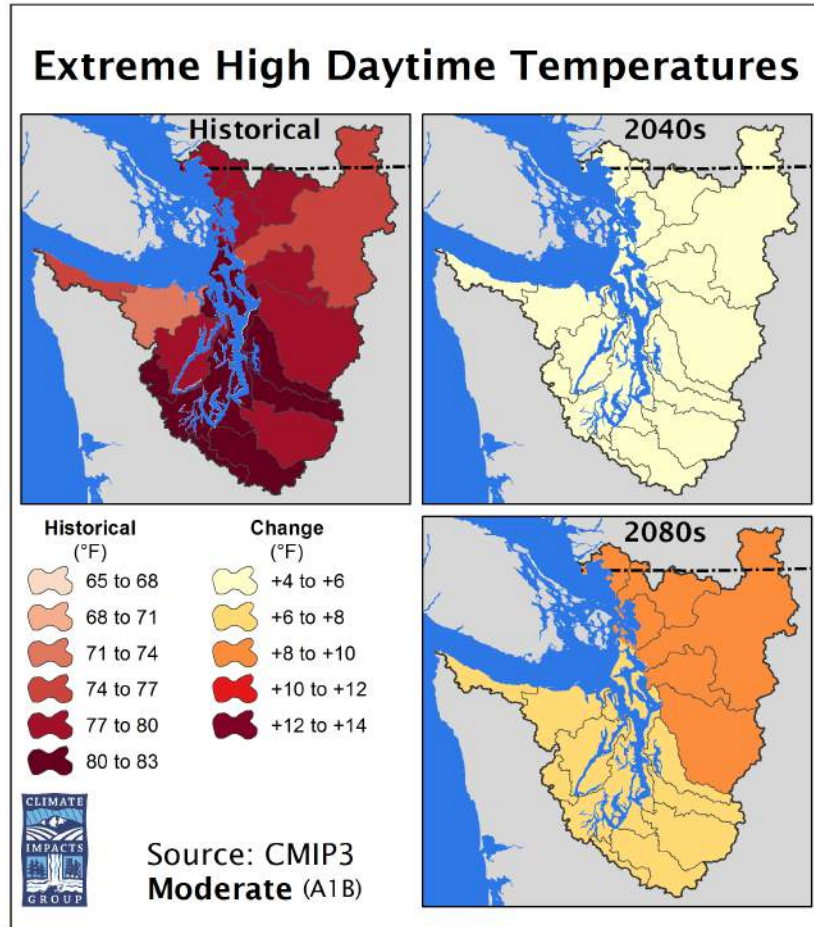 Extreme High Daytime Temperatures
Historical
2040s
2080s
Historical
(°F)
65 to 68
68 to 71
71 to 74
74 to 77
77 to 80
80 to 83
Change
(°F)
+4 to +6
+6 to +8
+8 to +10
+10 to +12
+12 to +14
CLIMATE
IMPACTS
GROUP
Source: CMIP3
Moderate (A1B)